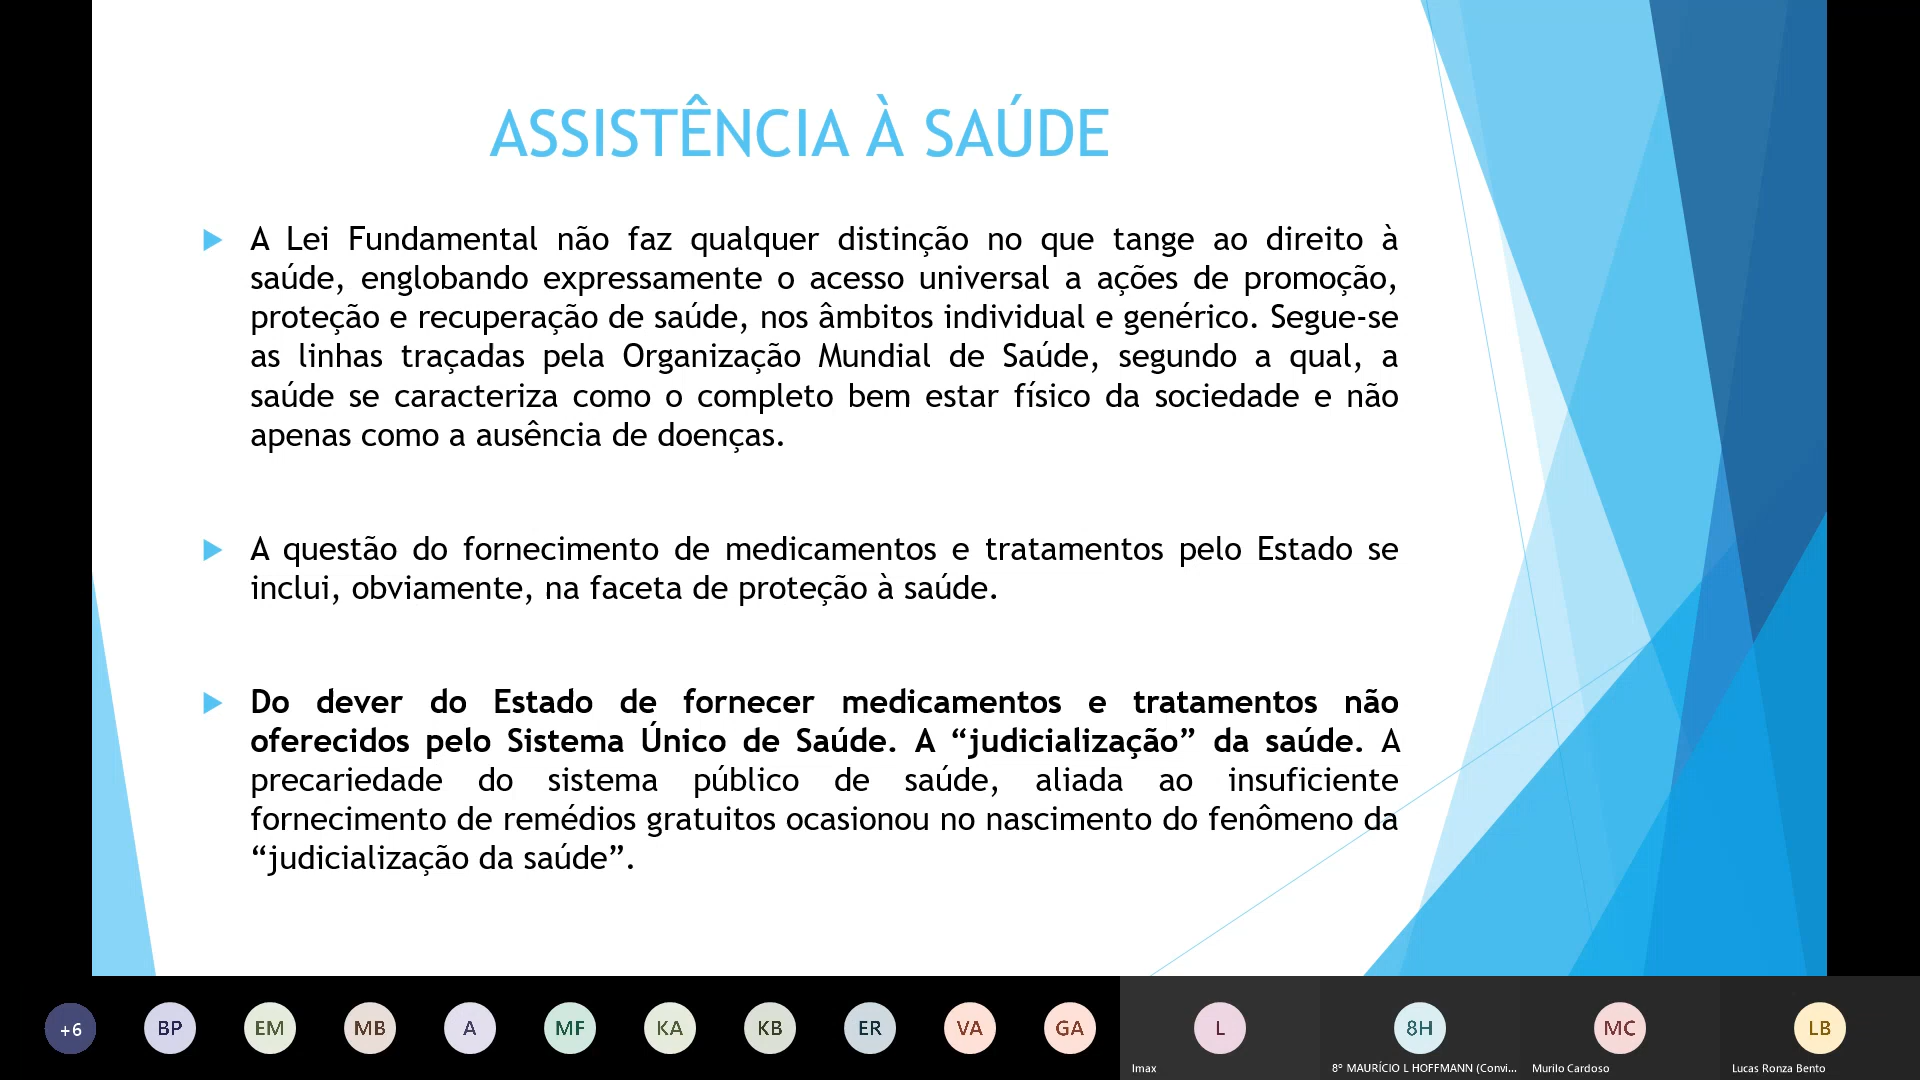 ASSISTÊNCIA À SAÚDE
A Lei Fundamental não faz qualquer distinção no que tange ao direito à
saúde, englobando expressamente o acesso universal a ações de promoção,
proteção e recuperação de saúde, nos âmbitos individual e genérico. Segue-se
as linhas traçadas pela Organização Mundial de Saúde, segundo a qual, a
saúde se caracteriza como o completo bem estar físico da sociedade e não
apenas como a ausência de doenças.
A questão do fornecimento de medicamentos e tratamentos pelo Estado se
inclui, obviamente, na faceta de proteção à saúde.
Do dever do Estado de fornecer medicamentos e tratamentos não
oferecidos pelo Sistema Único de Saúde. A “judicialização” da saúde. A
precariedade do sistema público de saúde, aliada ao insuficiente
fornecimento de remédios gratuitos ocasionou no nascimento do fenômeno da
“judicialização da saúde”.
+6 BP EM MB A MF KA KB ER VA GA L 8H MC LB
Imax 8° MAURÍCIO L HOFFMANN (Convi... Murilo Cardoso Lucas Ronza Bento